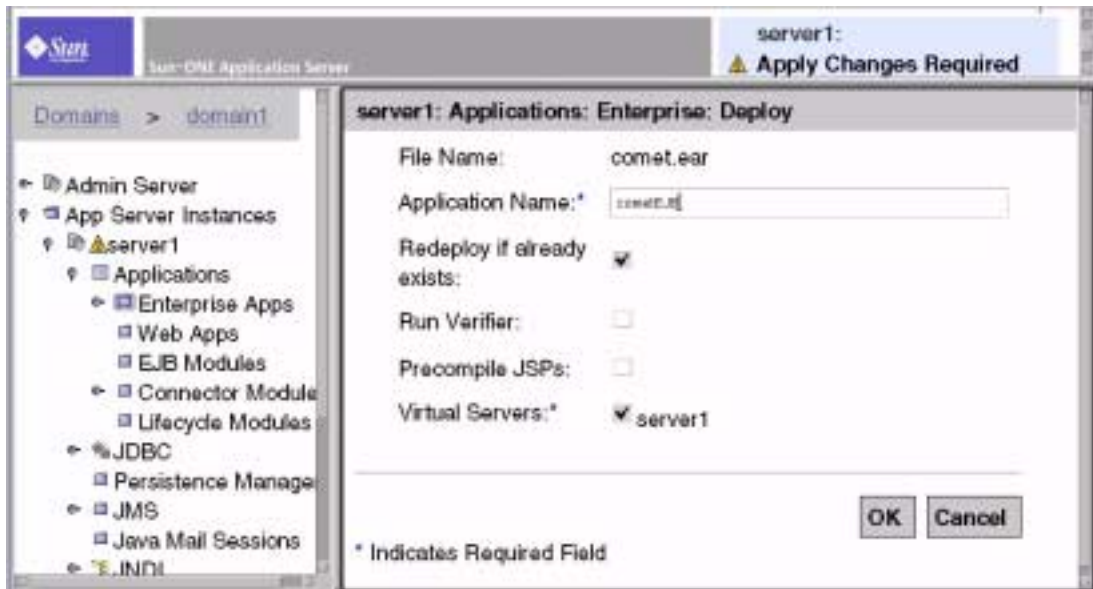 Sun
Sun ONE Application Server
server1:
Apply Changes Required
Domains > domain1
Admin Server
App Server Instances
server1
Applications
Enterprise Apps
Web Apps
EJB Modules
Connector Module
Lifecycle Modules
JDBC
Persistence Manage
JMS
Java Mail Sessions
JNDI
server1: Applications: Enterprise: Deploy
File Name: comet.ear
Application Name:*
Redeploy if already
exists:
Run Verifier:
Precompile JSPs:
Virtual Servers:* server1
OK Cancel
* Indicates Required Field